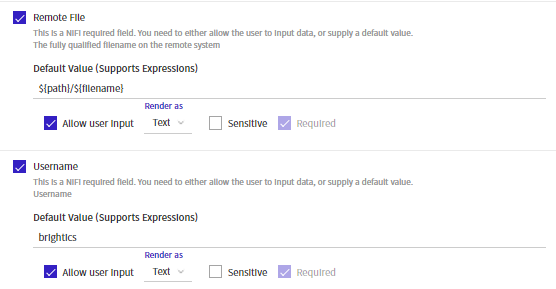 Remote File
This is a NIFI required field. You need to either allow the user to input data, or supply a default value.
The fully qualified filename on the remote system
Default Value (Supports Expressions)
${path}/${filename}
Render as
Allow user input Text Sensitive Required
Username
This is a NIFI required field. You need to either allow the user to input data, or supply a default value.
Username
Default Value (Supports Expressions)
brightics
Render as
Allow user input Text Sensitive Required